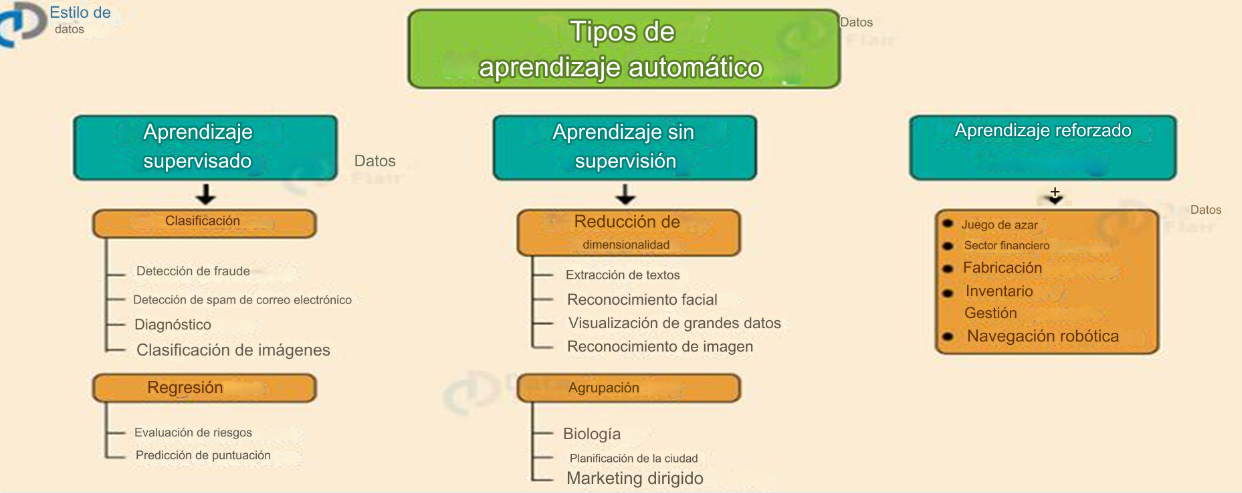 Estilo de
datos
Tipos de
aprendizaje automático
Datos
Aprendizaje
supervisado
Datos
Clasificación
Detección de fraude
Detección de spam de correo electrónico
Diagnóstico
Clasificación de imágenes
Regresión
Evaluación de riesgos
Predicción de puntuación
Aprendizaje sin
supervisión
Reducción de
dimensionalidad
Extracción de textos
Reconocimiento facial
Visualización de grandes datos
Reconocimiento de imagen
Agrupación
Biología
Planificación de la ciudad
Marketing dirigido
Aprendizaje reforzado
+
Datos
Juego de azar
Sector financiero
Fabricación
Inventario
Gestión
Navegación robótica